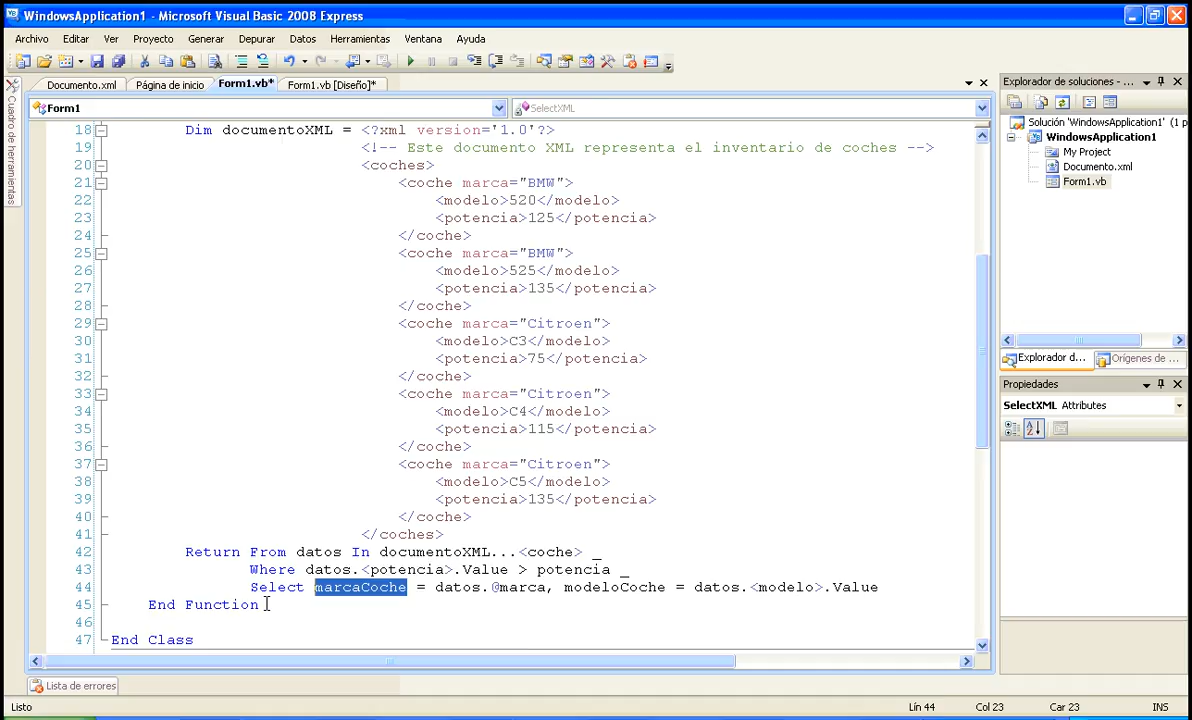 WindowsApplication1 - Microsoft Visual Basic 2008 Express
Archivo Editar Ver Proyecto Generar Depurar Datos Herramientas Ventana Ayuda
Documento.xml Página de inicio Form1.vb* Form1.vb [Diseño]*
Cuadro de herramientas
Form1 SelectXML
18 Dim documentoXML = <?xml version='1.0'?>
19 <!-- Este documento XML representa el inventario de coches -->
20 <coches>
21 <coche marca="BMW">
22 <modelo>520</modelo>
23 <potencia>125</potencia>
24 </coche>
25 <coche marca="BMW">
26 <modelo>525</modelo>
27 <potencia>135</potencia>
28 </coche>
29 <coche marca="Citroen">
30 <modelo>C3</modelo>
31 <potencia>75</potencia>
32 </coche>
33 <coche marca="Citroen">
34 <modelo>C4</modelo>
35 <potencia>115</potencia>
36 </coche>
37 <coche marca="Citroen">
38 <modelo>C5</modelo>
39 <potencia>135</potencia>
40 </coche>
41 </coches>
42 Return From datos In documentoXML...<coche> _
43 Where datos.<potencia>.Value > potencia _
44 Select marcaCoche = datos.@marca, modeloCoche = datos.<modelo>.Value
45 End Function
46
47 End Class
Explorador de soluciones - ...
Solución 'WindowsApplication1' (1 p
WindowsApplication1
My Project
Documento.xml
Form1.vb
Explorador d... Orígenes de ...
Propiedades
SelectXML Attributes
Lista de errores
Listo Lín 44 Col 23 Car 23 INS